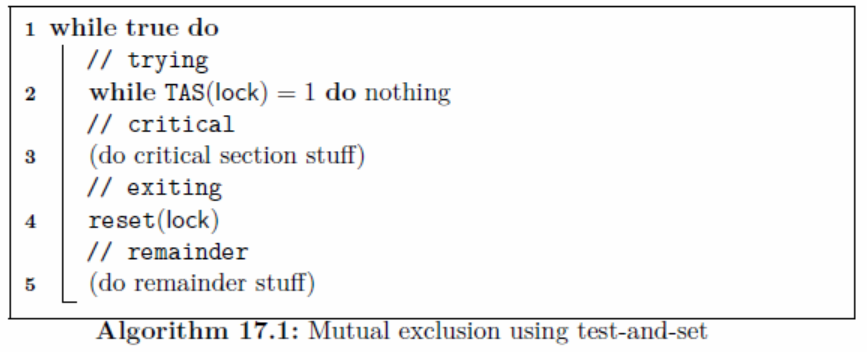 1 while true do
// trying
2 while TAS(lock) = 1 do nothing
// critical
3 (do critical section stuff)
// exiting
4 reset(lock)
// remainder
5 (do remainder stuff)
Algorithm 17.1: Mutual exclusion using test-and-set